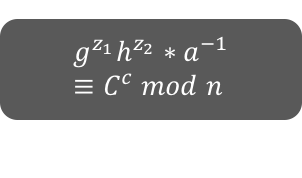 g^{z_1} h^{z_2} * a^{-1}
≡ C^c mod n